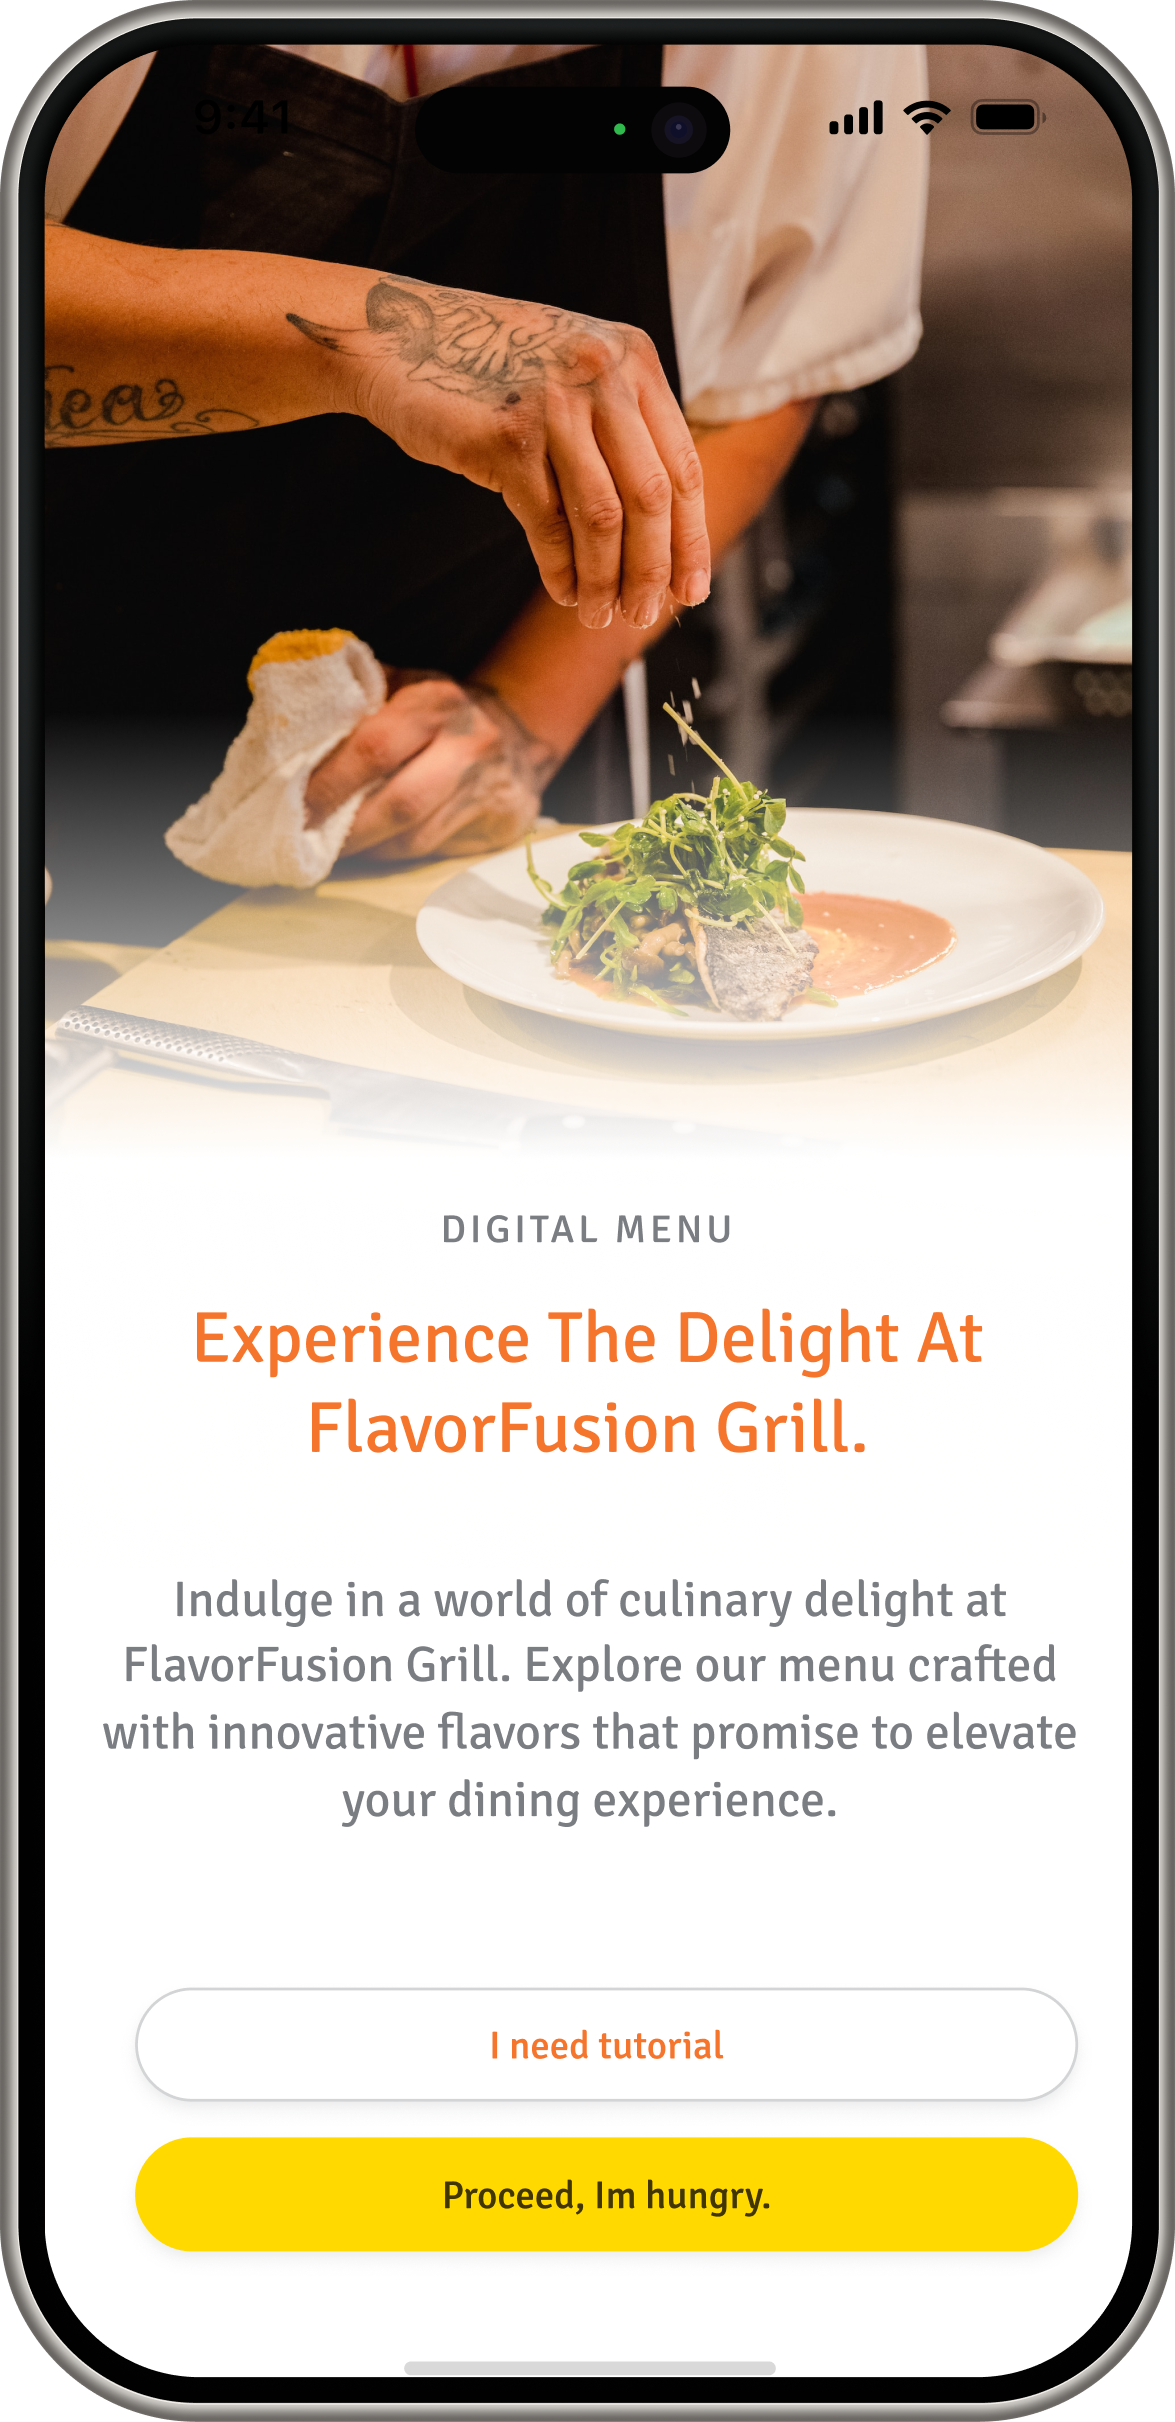 9:41
DIGITAL MENU
Experience The Delight At
FlavorFusion Grill.
Indulge in a world of culinary delight at
FlavorFusion Grill. Explore our menu crafted
with innovative flavors that promise to elevate
your dining experience.
I need tutorial
Proceed, Im hungry.